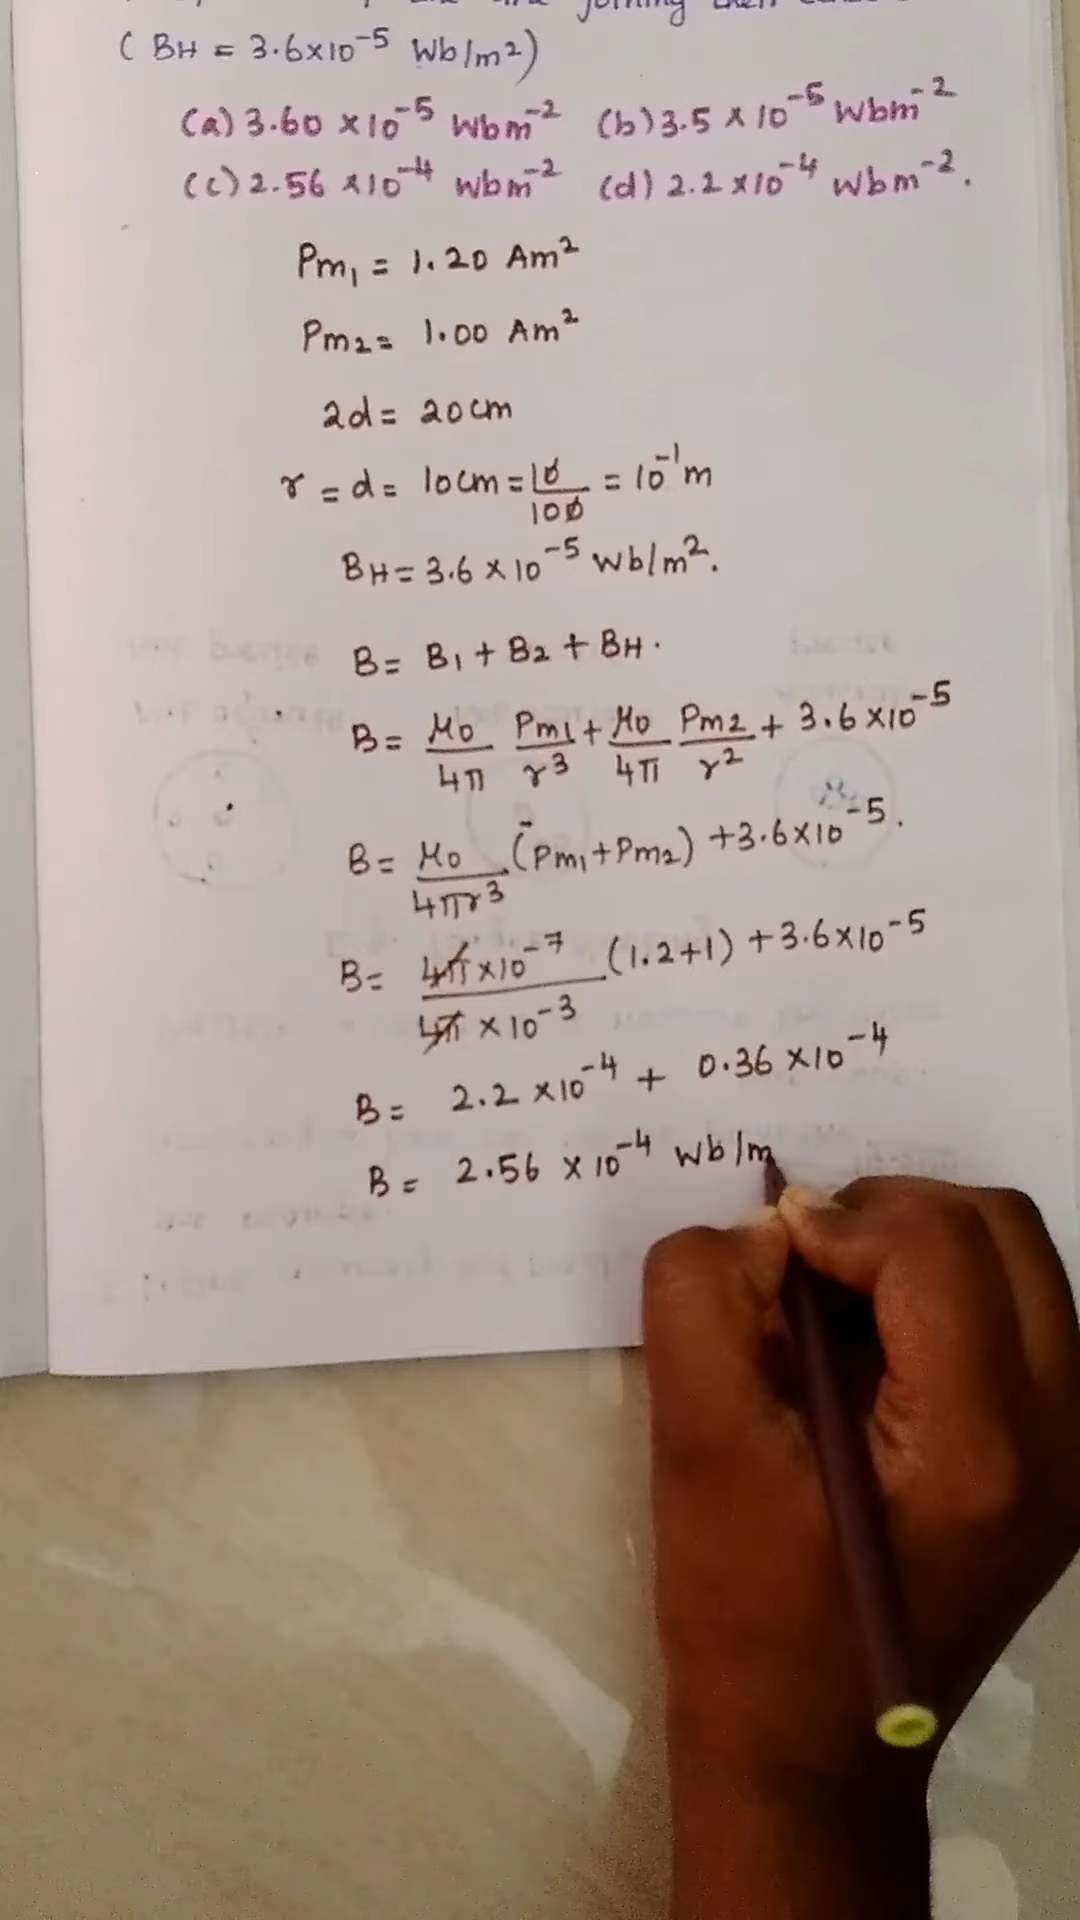 joining their
( BH = 3.6×10⁻⁵ Wb/m²)
(a) 3.60 ×10⁻⁵ Wbm⁻² (b) 3.5 × 10⁻⁵ Wbm⁻²
(c) 2.56 ×10⁻⁴ Wbm⁻² (d) 2.2 ×10⁻⁴ Wbm⁻².
Pm₁ = 1.20 Am²
Pm₂ = 1.00 Am²
2d = 20cm
r = d = 10cm = 10/100 = 10⁻¹m
BH = 3.6 × 10⁻⁵ Wb/m².
B = B₁ + B₂ + BH.
B = μ₀/4π Pm₁/r³ + μ₀/4π Pm₂/r² + 3.6 ×10⁻⁵
B = μ₀/4πr³ (Pm₁+Pm₂) +3.6×10⁻⁵.
B = 4π×10⁻⁷/4π × 10⁻³ (1.2+1) +3.6×10⁻⁵
B = 2.2 ×10⁻⁴ + 0.36 ×10⁻⁴
B = 2.56 ×10⁻⁴ Wb/m